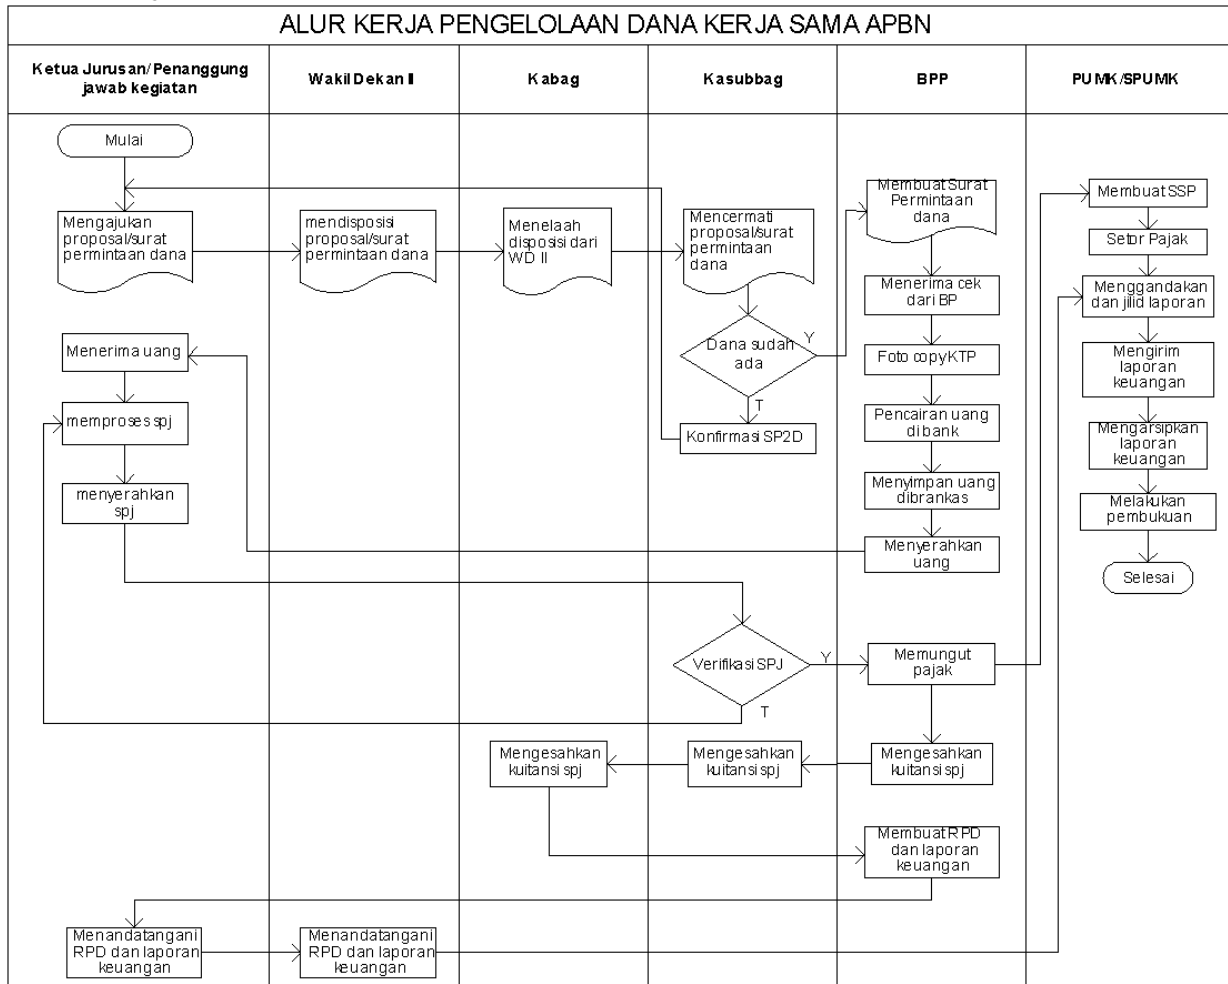 ALUR KERJA PENGELOLAAN DANA KERJA SAMA APBN
Ketua Jurusan/Penanggung
jawab kegiatan
Wakil Dekan II
Kabag
Kasubbag
BPP
PUMK/SPUMK
Mulai
Mengajukan
proposal/surat
permintaan dana
mendisposisi
proposal/surat
permintaan dana
Menelaah
disposisi dari
WD II
Mencermati
proposal/surat
permintaan
dana
Dana sudah
ada
Y
T
Konfirmasi SP2D
Membuat Surat
Permintaan
dana
Menerima cek
dari BP
Foto copy KTP
Pencairan uang
di bank
Menyimpan uang
dibrankas
Menyerahkan
uang
Menerima uang
memproses spj
menyerahkan
spj
Verifikasi SPJ
Y
T
Memungut
pajak
Mengesahkan
kuitansi spj
Mengesahkan
kuitansi spj
Mengesahkan
kuitansi spj
Membuat RPD
dan laporan
keuangan
Menandatangani
RPD dan laporan
keuangan
Menandatangani
RPD dan laporan
keuangan
Membuat SSP
Setor Pajak
Menggandakan
dan jilid laporan
Mengirim
laporan
keuangan
Mengarsipkan
laporan
keuangan
Melakukan
pembukuan
Selesai